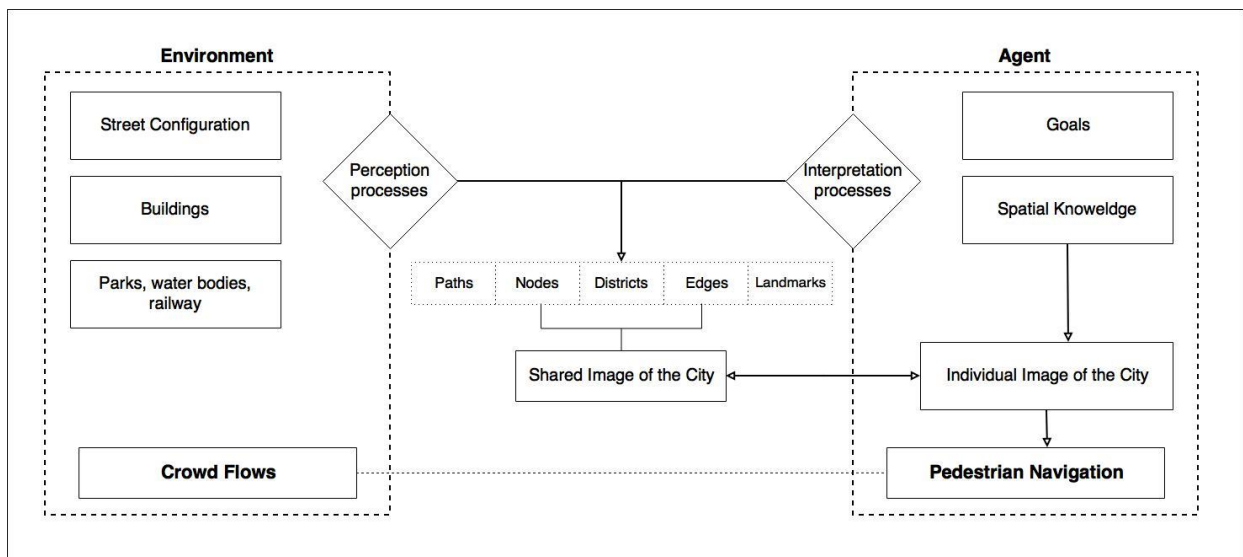 Environment
Agent
Street Configuration
Goals
Perception
processes
Interpretation
processes
Buildings
Spatial Knoweldge
Parks, water bodies,
railway
Paths
Nodes
Districts
Edges
Landmarks
Shared Image of the City
Individual Image of the City
Crowd Flows
Pedestrian Navigation